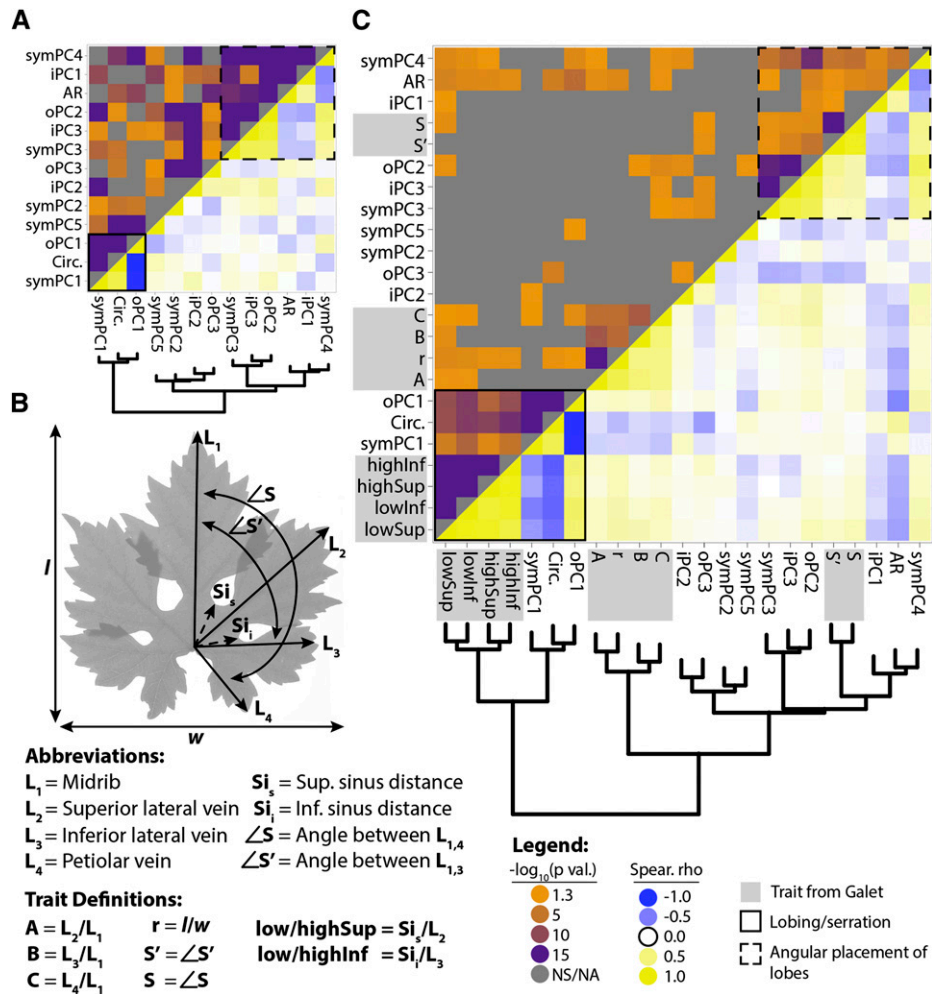 A
symPC4
iPC1
AR
oPC2
iPC3
symPC3
oPC3
iPC2
symPC2
symPC5
oPC1
Circ.
symPC1
symPC1
Circ.
oPC1
symPC5
symPC2
iPC2
oPC3
symPC3
iPC3
oPC2
AR
iPC1
symPC4
B
l
w
L1
L2
L3
L4
∠S
∠S'
Sis
Sii
Abbreviations:
L1 = Midrib
L2 = Superior lateral vein
L3 = Inferior lateral vein
L4 = Petiolar vein
Sis = Sup. sinus distance
Sii = Inf. sinus distance
∠S = Angle between L1,4
∠S' = Angle between L1,3
Trait Definitions:
A = L2/L1
B = L3/L1
C = L4/L1
r = l/w
S' = ∠S'
S = ∠S
low/highSup = Sis/L2
low/highInf = Sii/L3
C
symPC4
AR
iPC1
S
S'
oPC2
iPC3
symPC3
symPC5
symPC2
oPC3
iPC2
C
B
r
A
oPC1
Circ.
symPC1
highInf
highSup
lowInf
lowSup
lowSup
lowInf
highSup
highInf
symPC1
Circ.
oPC1
A
r
B
C
iPC2
oPC3
symPC2
symPC5
symPC3
iPC3
oPC2
S'
S
iPC1
AR
symPC4
Legend:
-log10(p val.)
1.3
5
10
15
NS/NA
Spear. rho
-1.0
-0.5
0.0
0.5
1.0
Trait from Galet
Lobing/serration
Angular placement of
lobes